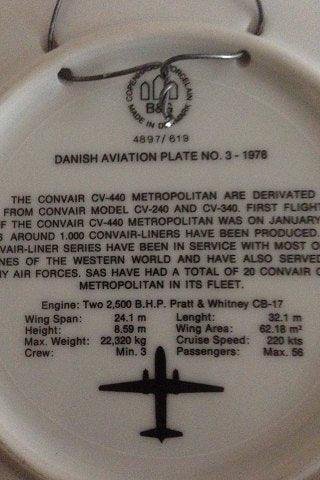 COPENHAGEN PORCELAIN
B&G
MADE IN DENMARK
4897/619
DANISH AVIATION PLATE NO. 3 - 1976
THE CONVAIR CV-440 METROPOLITAN ARE DERIVATED
FROM CONVAIR MODEL CV-240 AND CV-340. FIRST FLIGHT
F THE CONVAIR CV-440 METROPOLITAN WAS ON JANUARY
S AROUND 1.000 CONVAIR-LINERS HAVE BEEN PRODUCED.
VAIR-LINER SERIES HAVE BEEN IN SERVICE WITH MOST O
NES OF THE WESTERN WORLD AND HAVE ALSO SERVED
NY AIR FORCES. SAS HAVE HAD A TOTAL OF 20 CONVAIR C
METROPOLITAN IN ITS FLEET.
Engine: Two 2,500 B.H.P. Pratt & Whitney CB-17
Wing Span: 24.1 m Lenght: 32.1 m
Height: 8.59 m Wing Area: 62.18 m²
Max. Weight: 22,320 kg Cruise Speed: 220 kts
Crew: Min. 3 Passengers: Max. 56